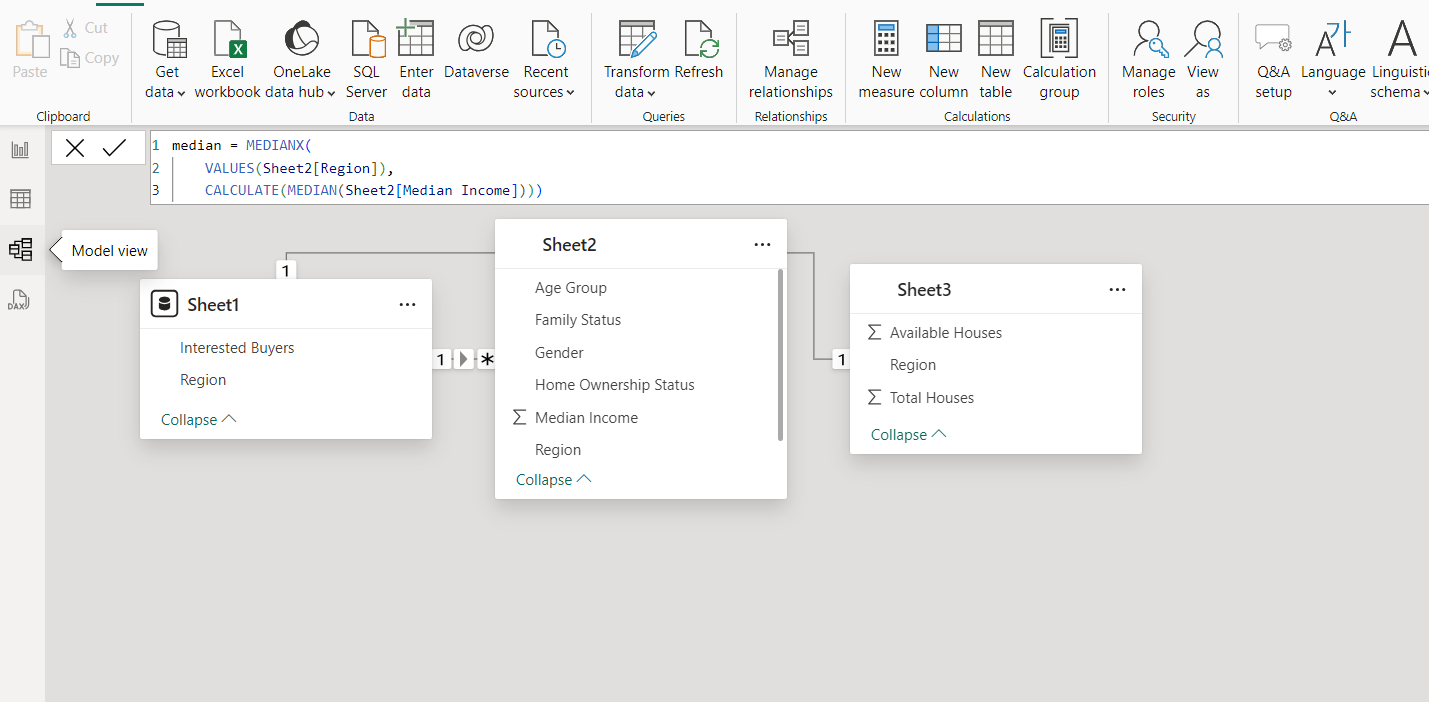 Paste
Cut
Copy
Clipboard
Get data
Excel workbook
OneLake data hub
SQL Server
Enter data
Dataverse
Recent sources
Data
Transform data
Refresh
Queries
Manage relationships
Relationships
New measure
New column
New table
Calculation group
Calculations
Manage roles
View as
Security
Q&A setup
Language
Linguisti
schema
Q&A
1 median = MEDIANX(
2 VALUES(Sheet2[Region]),
3 CALCULATE(MEDIAN(Sheet2[Median Income])))
Model view
DAX
1
Sheet1
Interested Buyers
Region
Collapse
1
*
Sheet2
Age Group
Family Status
Gender
Home Ownership Status
Median Income
Region
Collapse
1
Sheet3
Available Houses
Region
Total Houses
Collapse